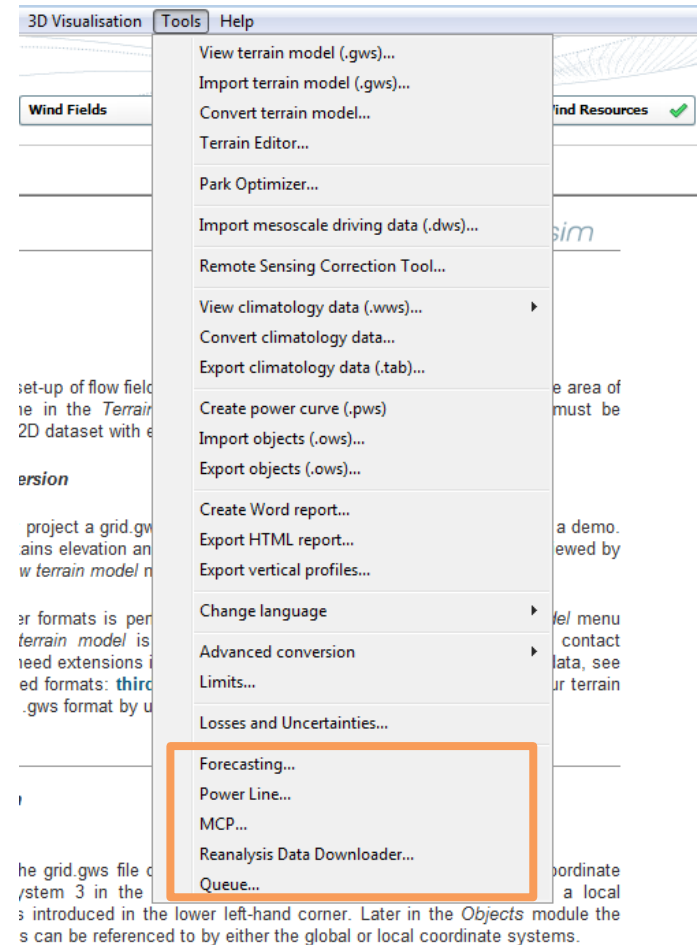 3D Visualisation Tools Help
View terrain model (.gws)...
Import terrain model (.gws)...
Wind Fields
Convert terrain model...
ind Resources
Terrain Editor...
Park Optimizer...
Import mesoscale driving data (.dws)...
sim
Remote Sensing Correction Tool...
View climatology data (.wws)...
Convert climatology data...
Export climatology data (.tab)...
set-up of flow field
e area of
Create power curve (.pws)
ne in the Terrain
must be
2D dataset with e
Import objects (.ows)...
Export objects (.ows)...
ersion
Create Word report...
project a grid.gw
a demo.
Export HTML report...
tains elevation an
ewed by
w terrain model n
Export vertical profiles...
Change language
er formats is per
del menu
terrain model is
contact
Advanced conversion
need extensions i
data, see
Limits...
ed formats: third
ur terrain
.gws format by u
Losses and Uncertainties...
Forecasting...
Power Line...
MCP...
Reanalysis Data Downloader...
he grid.gws file c
oordinate
Queue...
ystem 3 in the
a local
s introduced in the lower left-hand corner. Later in the Objects module the
s can be referenced to by either the global or local coordinate systems.